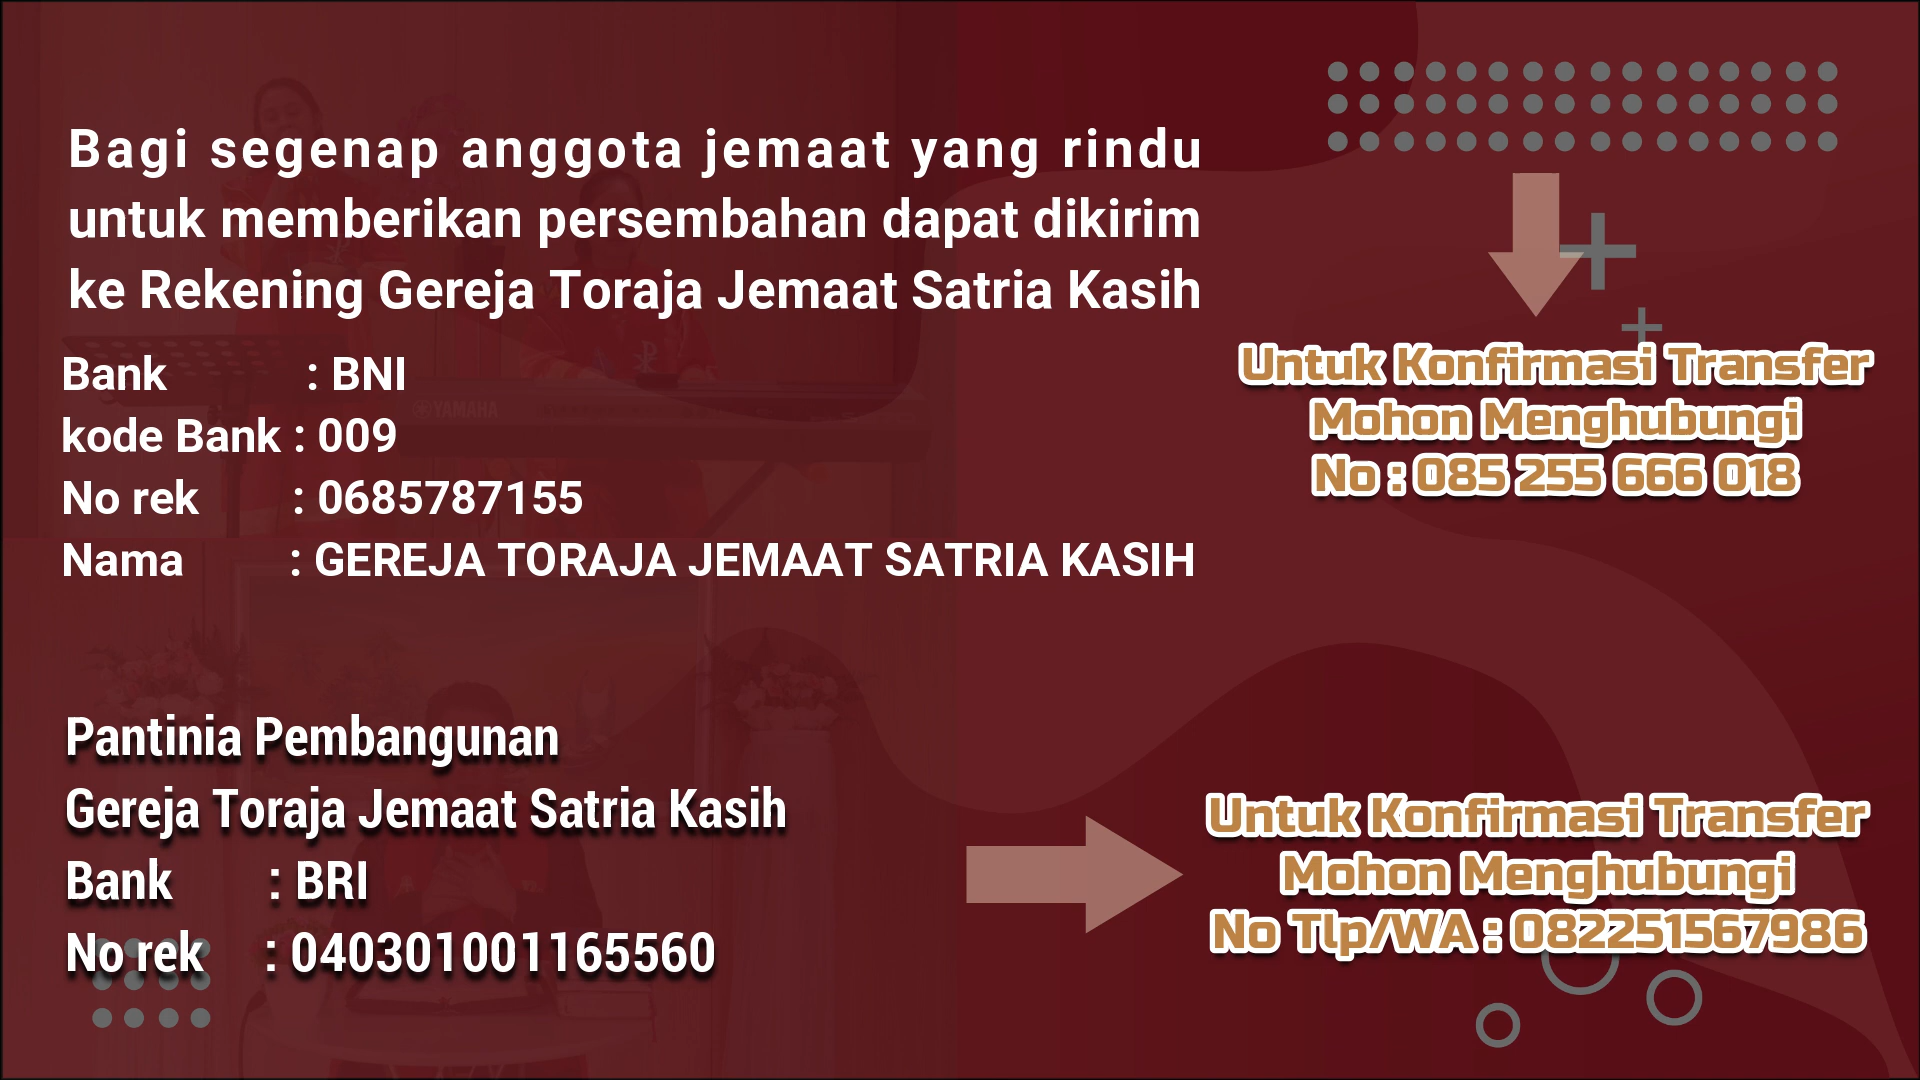 Bagi segenap anggota jemaat yang rindu
untuk memberikan persembahan dapat dikirim
ke Rekening Gereja Toraja Jemaat Satria Kasih
Bank : BNI
kode Bank : 009
No rek : 0685787155
Nama : GEREJA TORAJA JEMAAT SATRIA KASIH
Untuk Konfirmasi Transfer
Mohon Menghubungi
No : 085 255 666 018
YAMAHA
Pantinia Pembangunan
Gereja Toraja Jemaat Satria Kasih
Bank : BRI
No rek : 040301001165560
Untuk Konfirmasi Transfer
Mohon Menghubungi
No Tlp/WA : 082251567986